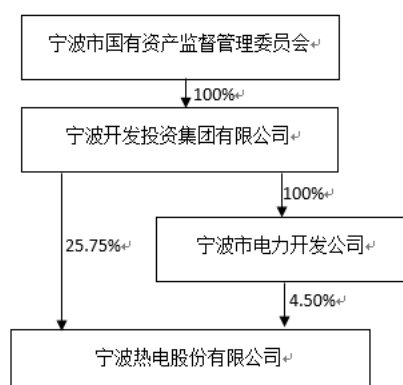 宁波市国有资产监督管理委员会
100%
宁波开发投资集团有限公司
100%
25.75%
宁波市电力开发公司
4.50%
宁波热电股份有限公司